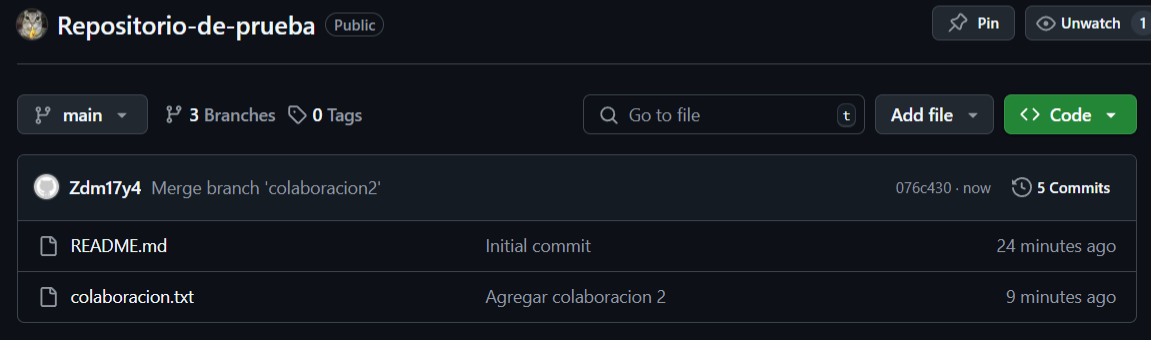 Repositorio-de-prueba Public Pin Unwatch 1
main 3 Branches 0 Tags Go to file t Add file Code
Zdm17y4 Merge branch 'colaboracion2' 076c430 · now 5 Commits
README.md Initial commit 24 minutes ago
colaboracion.txt Agregar colaboracion 2 9 minutes ago